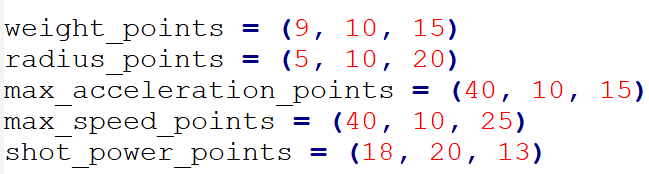 weight_points = (9, 10, 15)
radius_points = (5, 10, 20)
max_acceleration_points = (40, 10, 15)
max_speed_points = (40, 10, 25)
shot_power_points = (18, 20, 13)